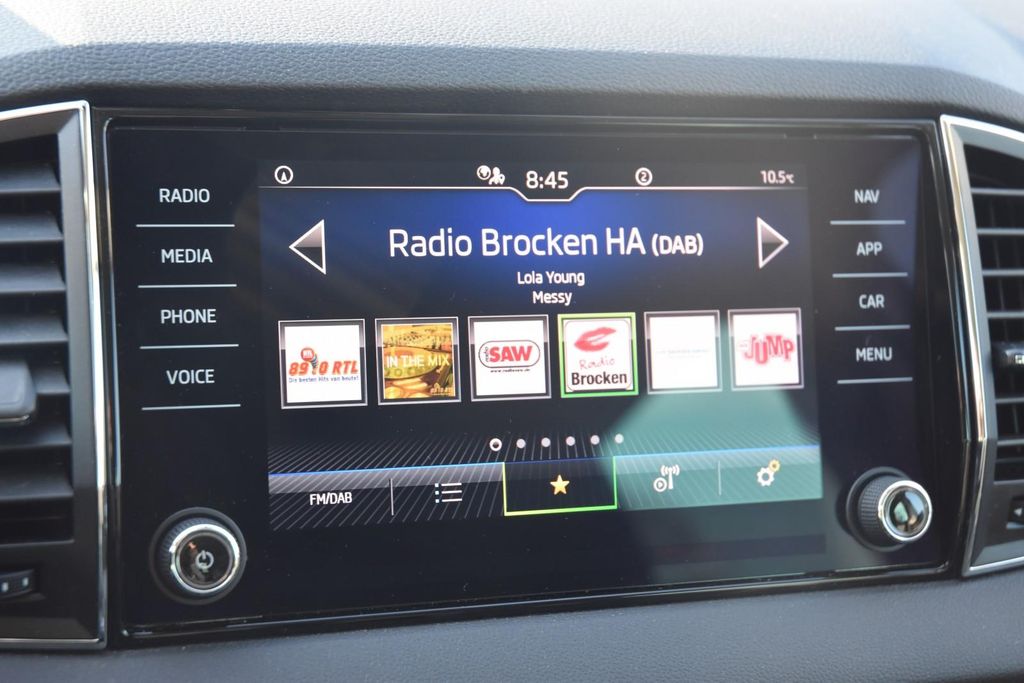 RADIO
MEDIA
PHONE
VOICE
8:45
2
10.5°C
Radio Brocken HA (DAB)
Lola Young
Messy
89.0 RTL
Die besten Hits von heute!
IN THE MIX
radio
SAW
Radio
Brocken
JUMP
FM/DAB
NAV
APP
CAR
MENU